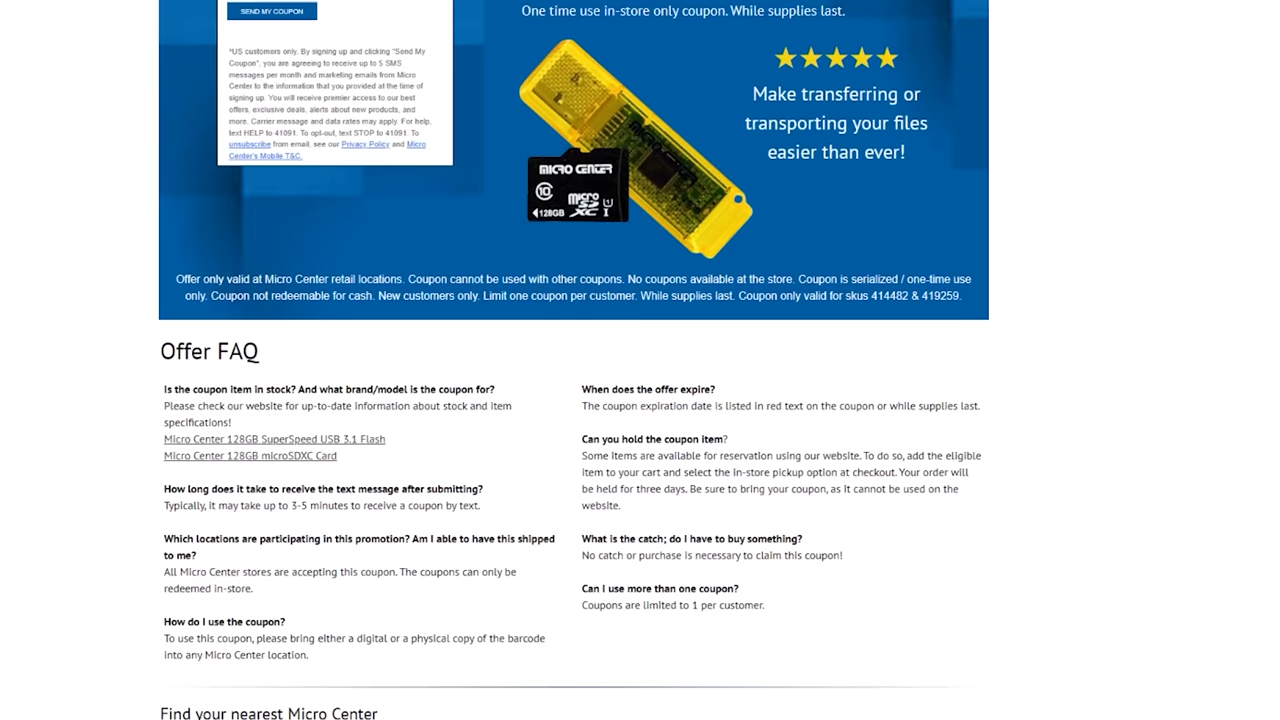 SEND MY COUPON
*US customers only. By signing up and clicking "Send My
Coupon", you are agreeing to receive up to 5 SMS
messages per month and marketing emails from Micro
Center to the information that you provided at the time of
signing up. You will receive premier access to our best
offers, exclusive deals, alerts about new products, and
more. Carrier message and data rates may apply. For help,
text HELP to 41091. To opt-out, text STOP to 41091. To
unsubscribe from email, see our Privacy Policy and Micro
Center's Mobile T&C.
One time use in-store only coupon. While supplies last.
Make transferring or
transporting your files
easier than ever!
MICRO CENTER
10
micro
SD
XC I
U1
128GB
Offer only valid at Micro Center retail locations. Coupon cannot be used with other coupons. No coupons available at the store. Coupon is serialized / one-time use
only. Coupon not redeemable for cash. New customers only. Limit one coupon per customer. While supplies last. Coupon only valid for skus 414482 & 419259.
Offer FAQ
Is the coupon item in stock? And what brand/model is the coupon for?
Please check our website for up-to-date information about stock and item
specifications!
Micro Center 128GB SuperSpeed USB 3.1 Flash
Micro Center 128GB microSDXC Card
How long does it take to receive the text message after submitting?
Typically, it may take up to 3-5 minutes to receive a coupon by text.
Which locations are participating in this promotion? Am I able to have this shipped
to me?
All Micro Center stores are accepting this coupon. The coupons can only be
redeemed in-store.
How do I use the coupon?
To use this coupon, please bring either a digital or a physical copy of the barcode
into any Micro Center location.
When does the offer expire?
The coupon expiration date is listed in red text on the coupon or while supplies last.
Can you hold the coupon item?
Some items are available for reservation using our website. To do so, add the eligible
item to your cart and select the in-store pickup option at checkout. Your order will
be held for three days. Be sure to bring your coupon, as it cannot be used on the
website.
What is the catch; do I have to buy something?
No catch or purchase is necessary to claim this coupon!
Can I use more than one coupon?
Coupons are limited to 1 per customer.
Find your nearest Micro Center